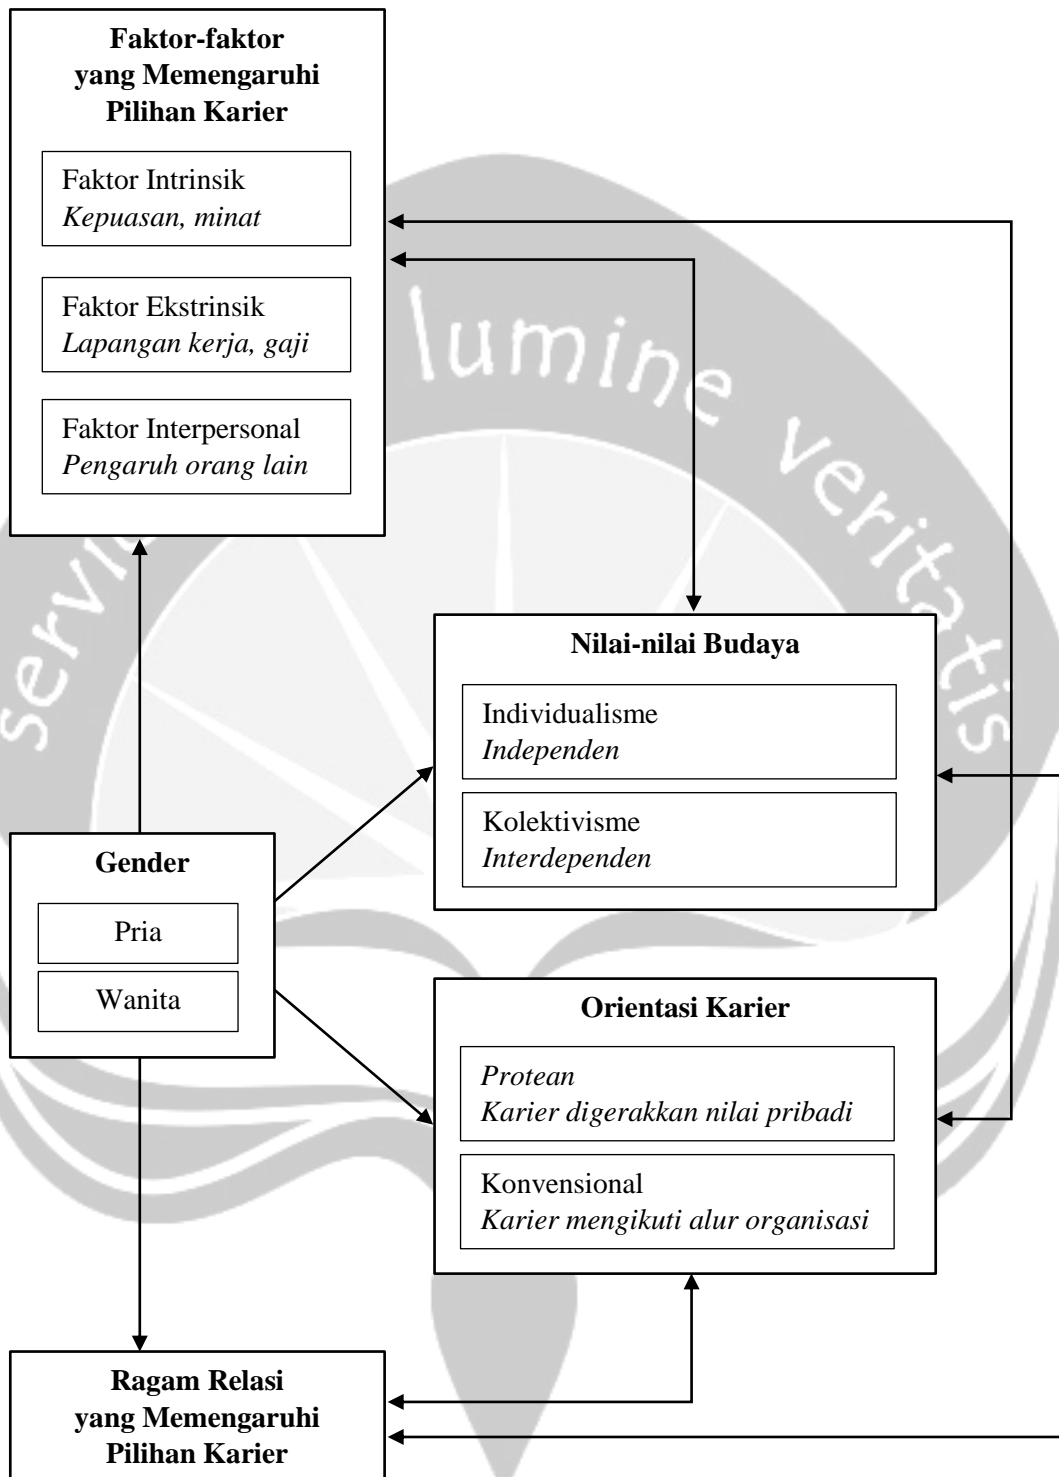 Faktor-faktor
yang Memengaruhi
Pilihan Karier
Faktor Intrinsik
Kepuasan, minat
Faktor Ekstrinsik
Lapangan kerja, gaji
Faktor Interpersonal
Pengaruh orang lain
lumine veritatis
Nilai-nilai Budaya
Individualisme
Independen
Kolektivisme
Interdependen
Gender
Pria
Wanita
Orientasi Karier
Protean
Karier digerakkan nilai pribadi
Konvensional
Karier mengikuti alur organisasi
Ragam Relasi
yang Memengaruhi
Pilihan Karier